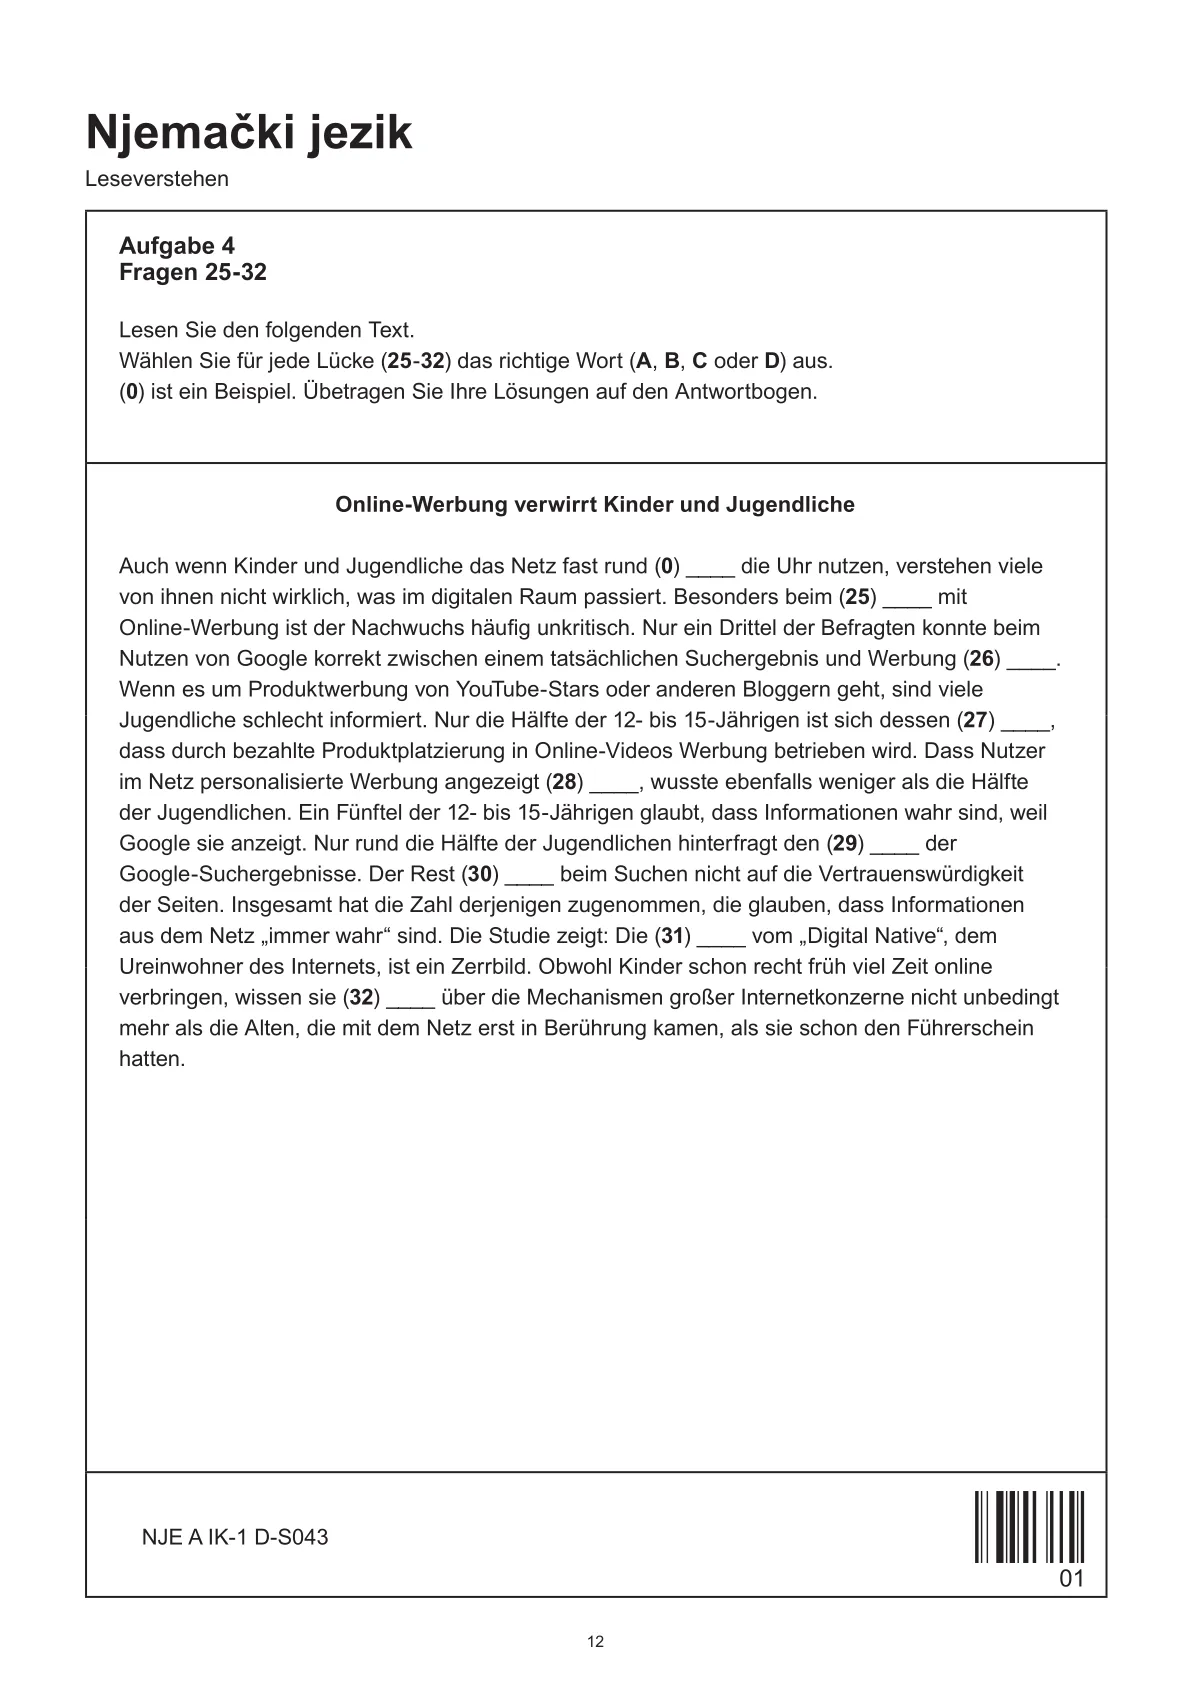 Njemački jezik
Leseverstehen
Aufgabe 4
Fragen 25-32
Lesen Sie den folgenden Text.
Wählen Sie für jede Lücke (25-32) das richtige Wort (A, B, C oder D) aus.
(0) ist ein Beispiel. Übetragen Sie Ihre Lösungen auf den Antwortbogen.
Online-Werbung verwirrt Kinder und Jugendliche
Auch wenn Kinder und Jugendliche das Netz fast rund (0) ____ die Uhr nutzen, verstehen viele
von ihnen nicht wirklich, was im digitalen Raum passiert. Besonders beim (25) ____ mit
Online-Werbung ist der Nachwuchs häufig unkritisch. Nur ein Drittel der Befragten konnte beim
Nutzen von Google korrekt zwischen einem tatsächlichen Suchergebnis und Werbung (26) ____.
Wenn es um Produktwerbung von YouTube-Stars oder anderen Bloggern geht, sind viele
Jugendliche schlecht informiert. Nur die Hälfte der 12- bis 15-Jährigen ist sich dessen (27) ____,
dass durch bezahlte Produktplatzierung in Online-Videos Werbung betrieben wird. Dass Nutzer
im Netz personalisierte Werbung angezeigt (28) ____, wusste ebenfalls weniger als die Hälfte
der Jugendlichen. Ein Fünftel der 12- bis 15-Jährigen glaubt, dass Informationen wahr sind, weil
Google sie anzeigt. Nur rund die Hälfte der Jugendlichen hinterfragt den (29) ____ der
Google-Suchergebnisse. Der Rest (30) ____ beim Suchen nicht auf die Vertrauenswürdigkeit
der Seiten. Insgesamt hat die Zahl derjenigen zugenommen, die glauben, dass Informationen
aus dem Netz „immer wahr“ sind. Die Studie zeigt: Die (31) ____ vom „Digital Native“, dem
Ureinwohner des Internets, ist ein Zerrbild. Obwohl Kinder schon recht früh viel Zeit online
verbringen, wissen sie (32) ____ über die Mechanismen großer Internetkonzerne nicht unbedingt
mehr als die Alten, die mit dem Netz erst in Berührung kamen, als sie schon den Führerschein
hatten.
NJE A IK-1 D-S043
01
12